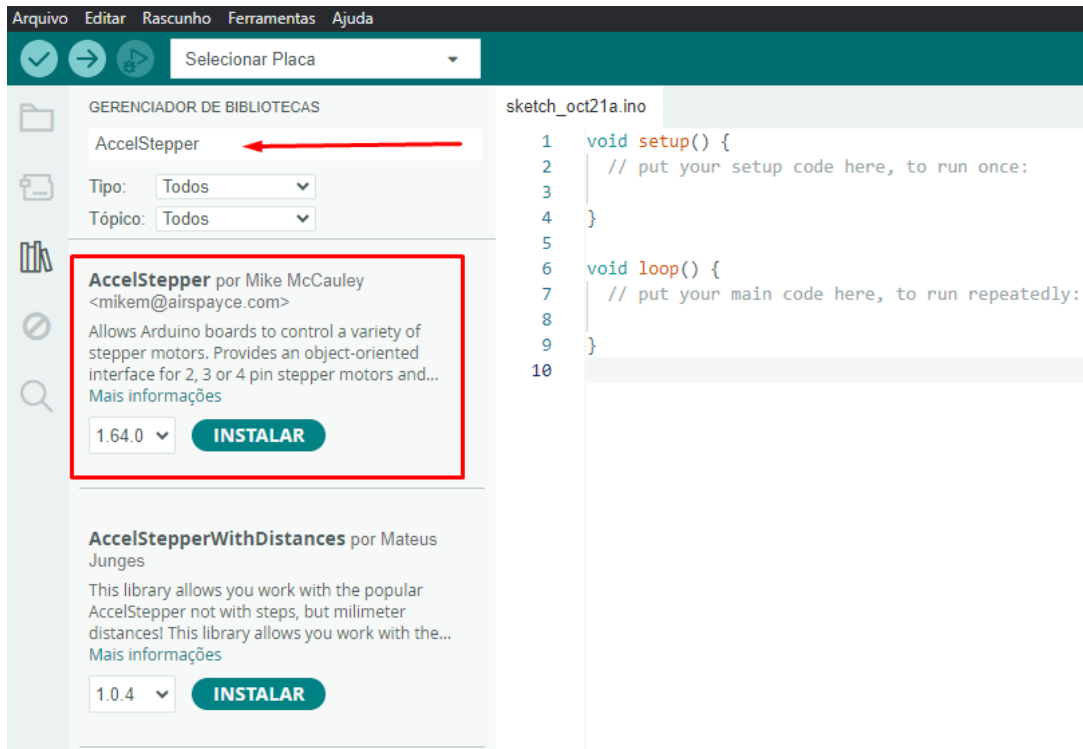 Arquivo Editar Rascunho Ferramentas Ajuda
Selecionar Placa
GERENCIADOR DE BIBLIOTECAS
AccelStepper
Tipo: Todos
Tópico: Todos
AccelStepper por Mike McCauley
<mikem@airspayce.com>
Allows Arduino boards to control a variety of
stepper motors. Provides an object-oriented
interface for 2, 3 or 4 pin stepper motors and...
Mais informações
1.64.0 INSTALAR
AccelStepperWithDistances por Mateus
Junges
This library allows you work with the popular
AccelStepper not with steps, but milimeter
distances! This library allows you work with the...
Mais informações
1.0.4 INSTALAR
sketch_oct21a.ino
1 void setup() {
2 // put your setup code here, to run once:
3
4 }
5
6 void loop() {
7 // put your main code here, to run repeatedly:
8
9 }
10